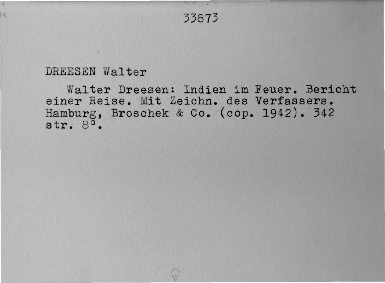 33873
DREESEN Walter
Walter Dreesen: Indien im Feuer. Bericht
einer Reise. Mit Zeichn. des Verfassers.
Hamburg, Broschek & Co. (cop. 1942). 342
str. 8°.